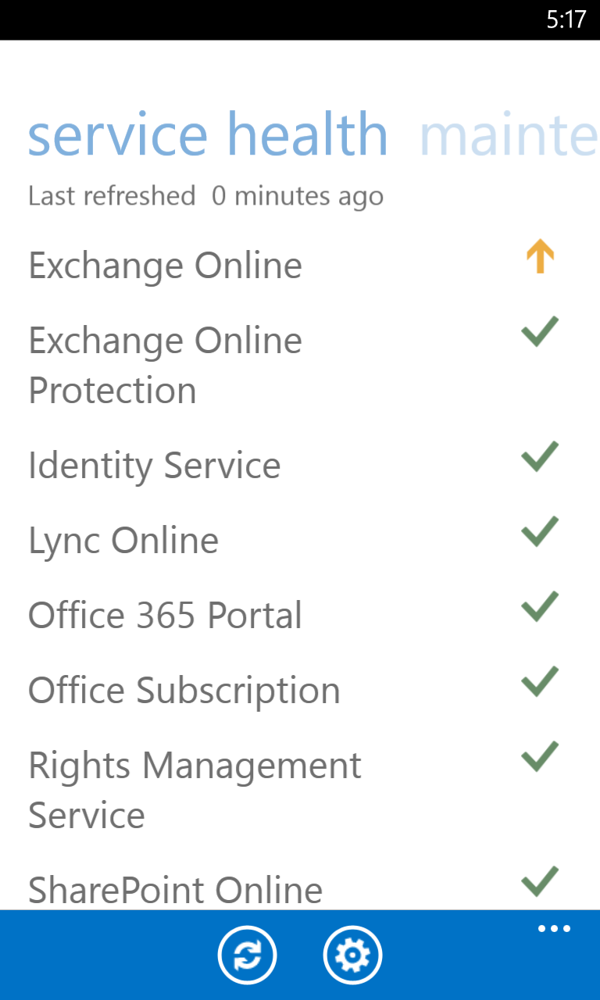 5:17
service health mainte
Last refreshed 0 minutes ago
Exchange Online
Exchange Online
Protection
Identity Service
Lync Online
Office 365 Portal
Office Subscription
Rights Management
Service
SharePoint Online